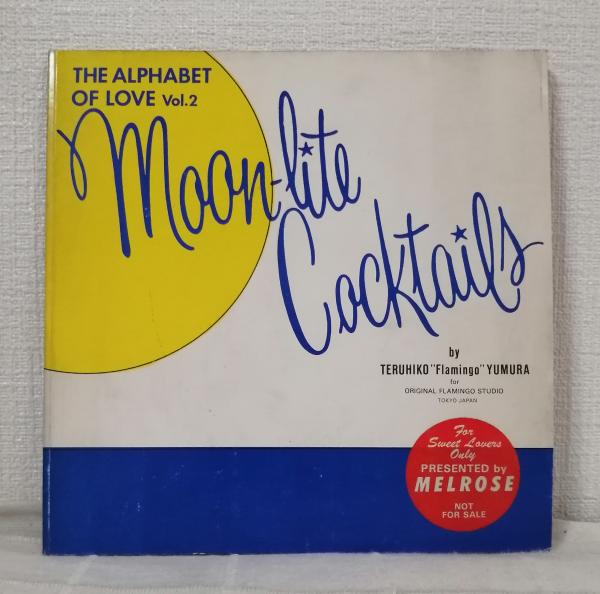 THE ALPHABET
OF LOVE Vol.2
Moon-lite
Cocktails
by
TERUHIKO "Flamingo" YUMURA
for
ORIGINAL FLAMINGO STUDIO
TOKYO JAPAN
For
Sweet Lovers
Only
PRESENTED by
MELROSE
NOT
FOR SALE